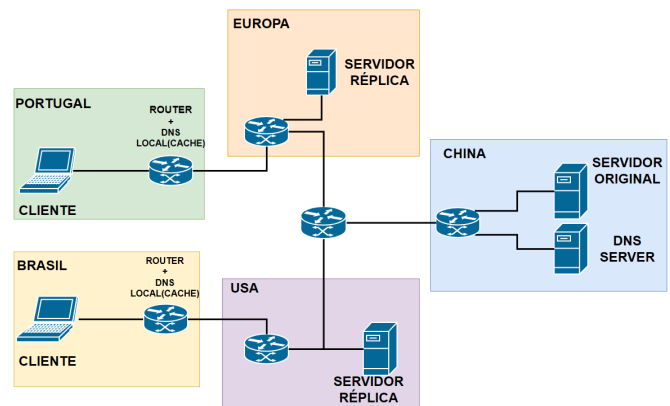 EUROPA
SERVIDOR
RÉPLICA
PORTUGAL
ROUTER
+
DNS
LOCAL(CACHE)
CLIENTE
CHINA
SERVIDOR
ORIGINAL
DNS
SERVER
BRASIL
ROUTER
+
DNS
LOCAL(CACHE)
CLIENTE
USA
SERVIDOR
RÉPLICA